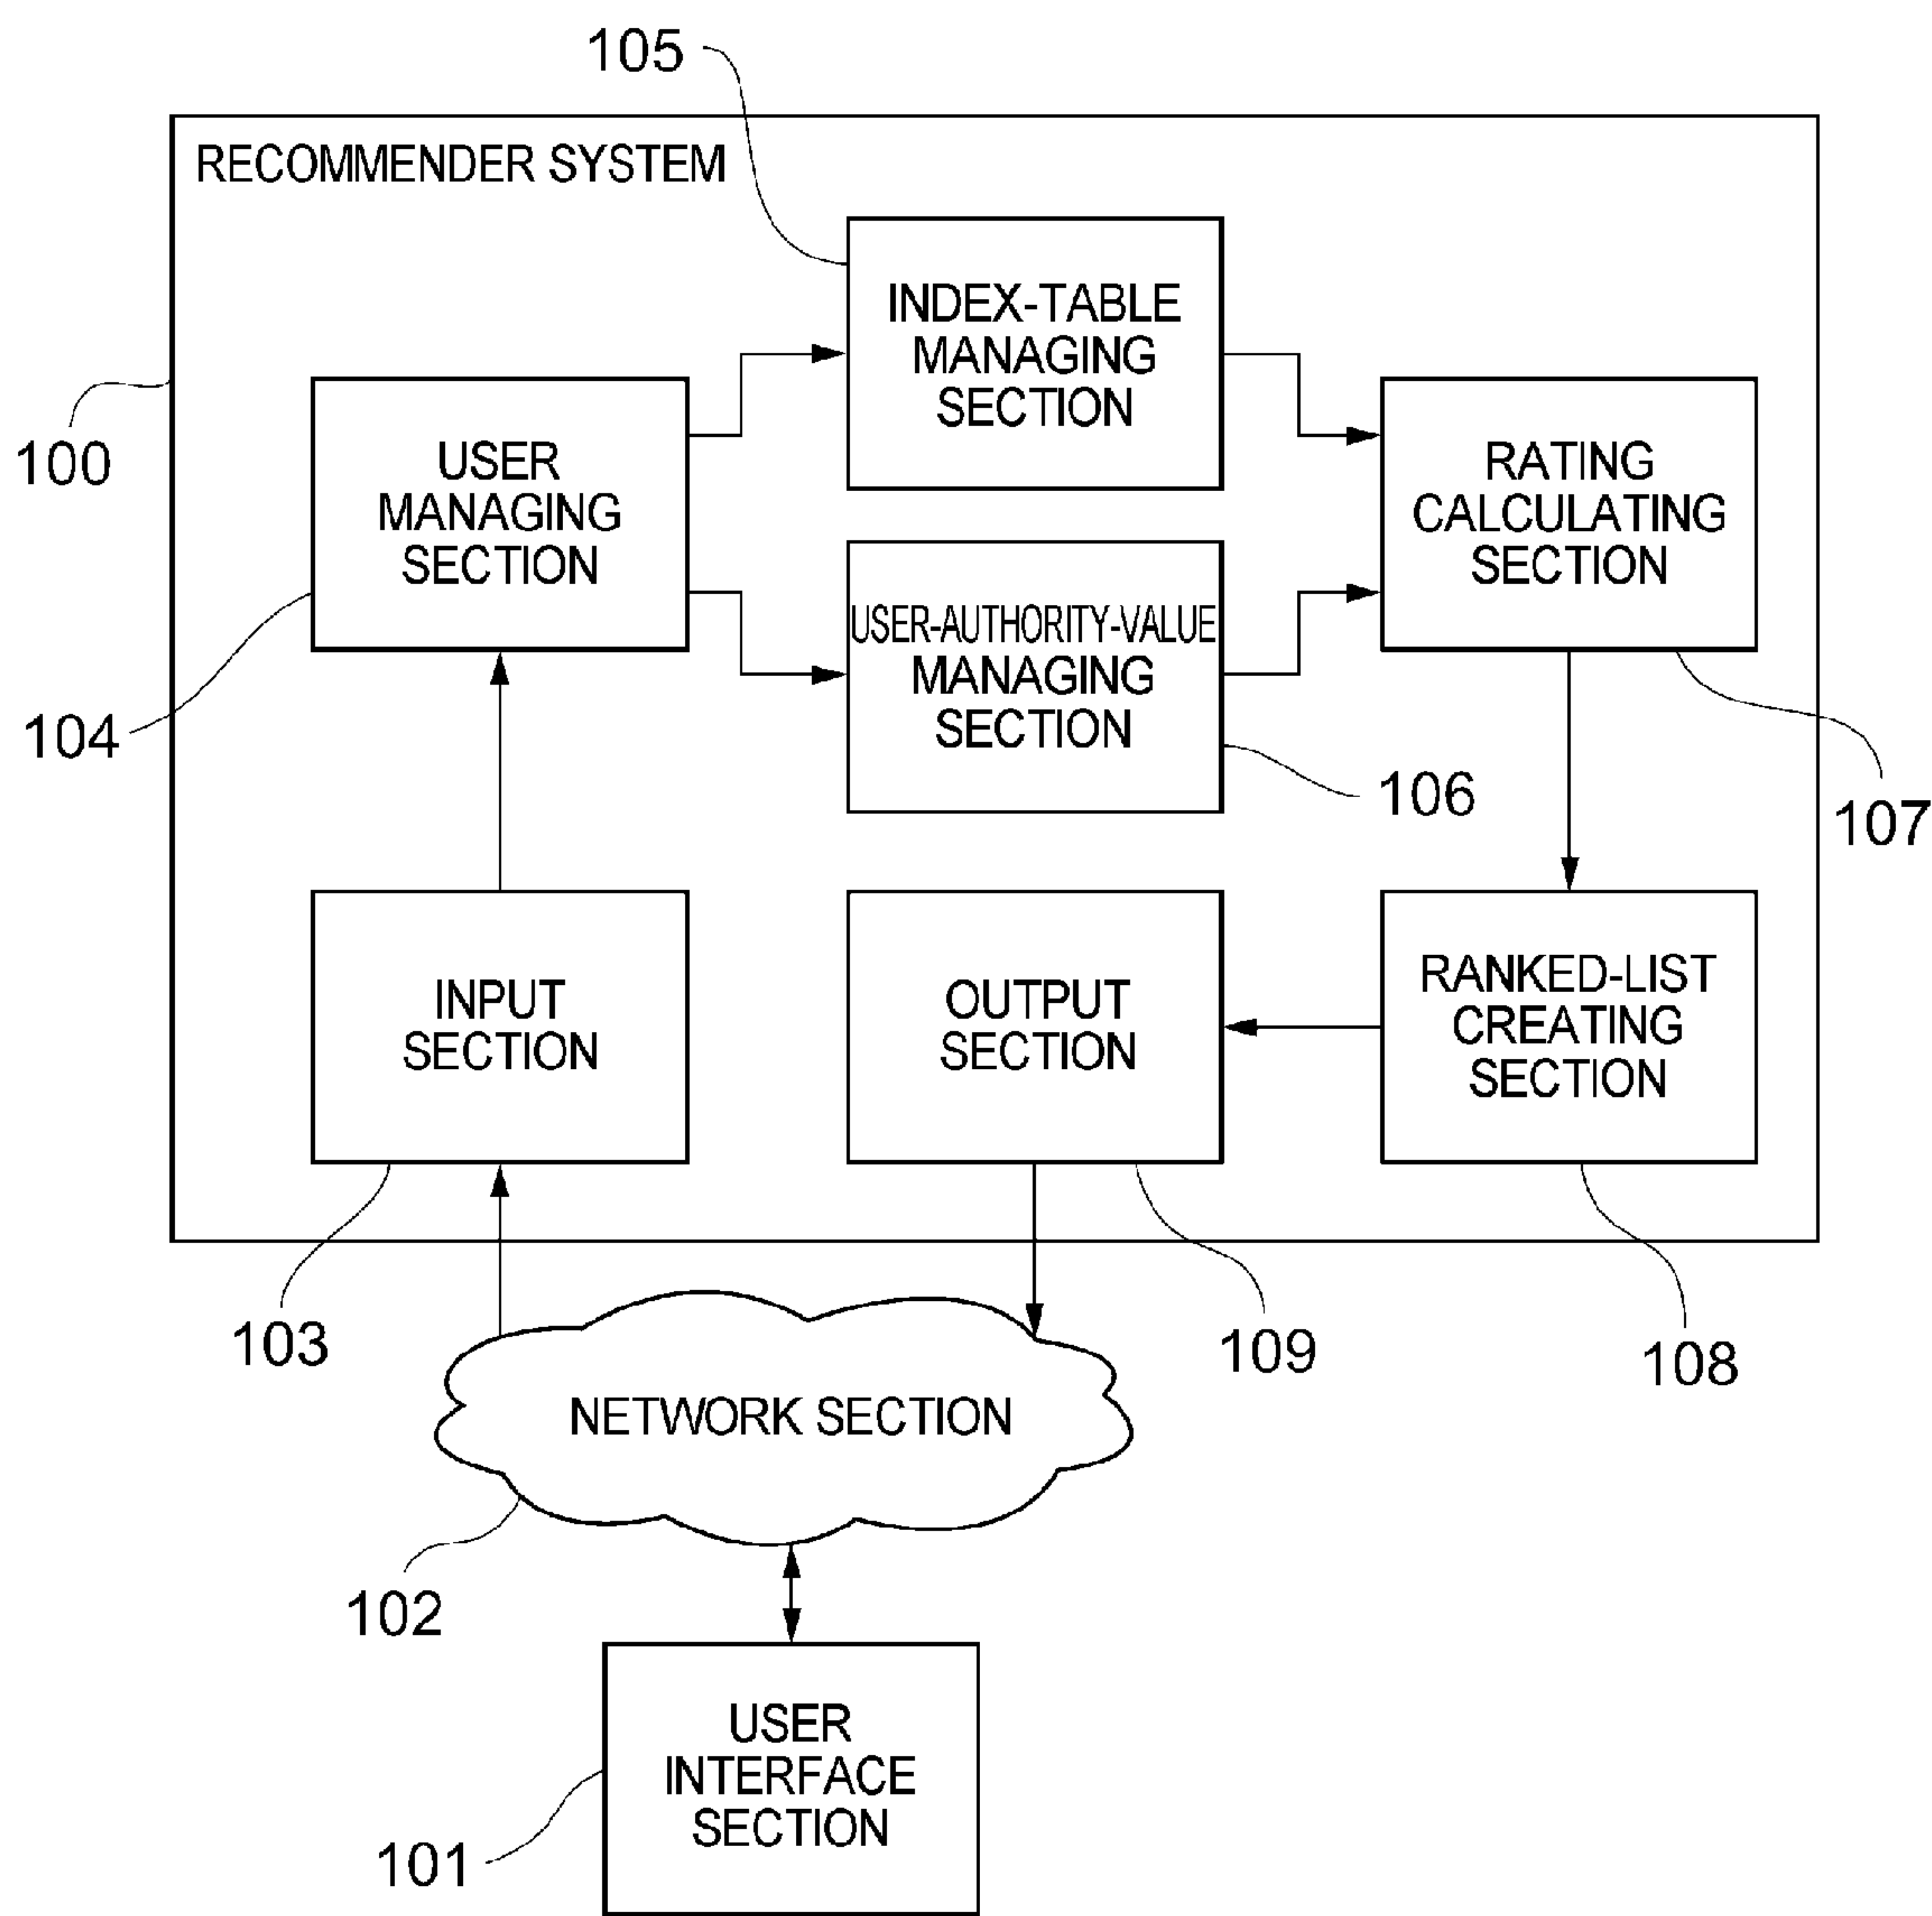 105
RECOMMENDER SYSTEM
INDEX-TABLE
MANAGING
SECTION
100
USER
MANAGING
SECTION
RATING
CALCULATING
SECTION
USER-AUTHORITY-VALUE
MANAGING
SECTION
104
106
107
INPUT
SECTION
OUTPUT
SECTION
RANKED-LIST
CREATING
SECTION
103
109
108
NETWORK SECTION
102
USER
INTERFACE
SECTION
101